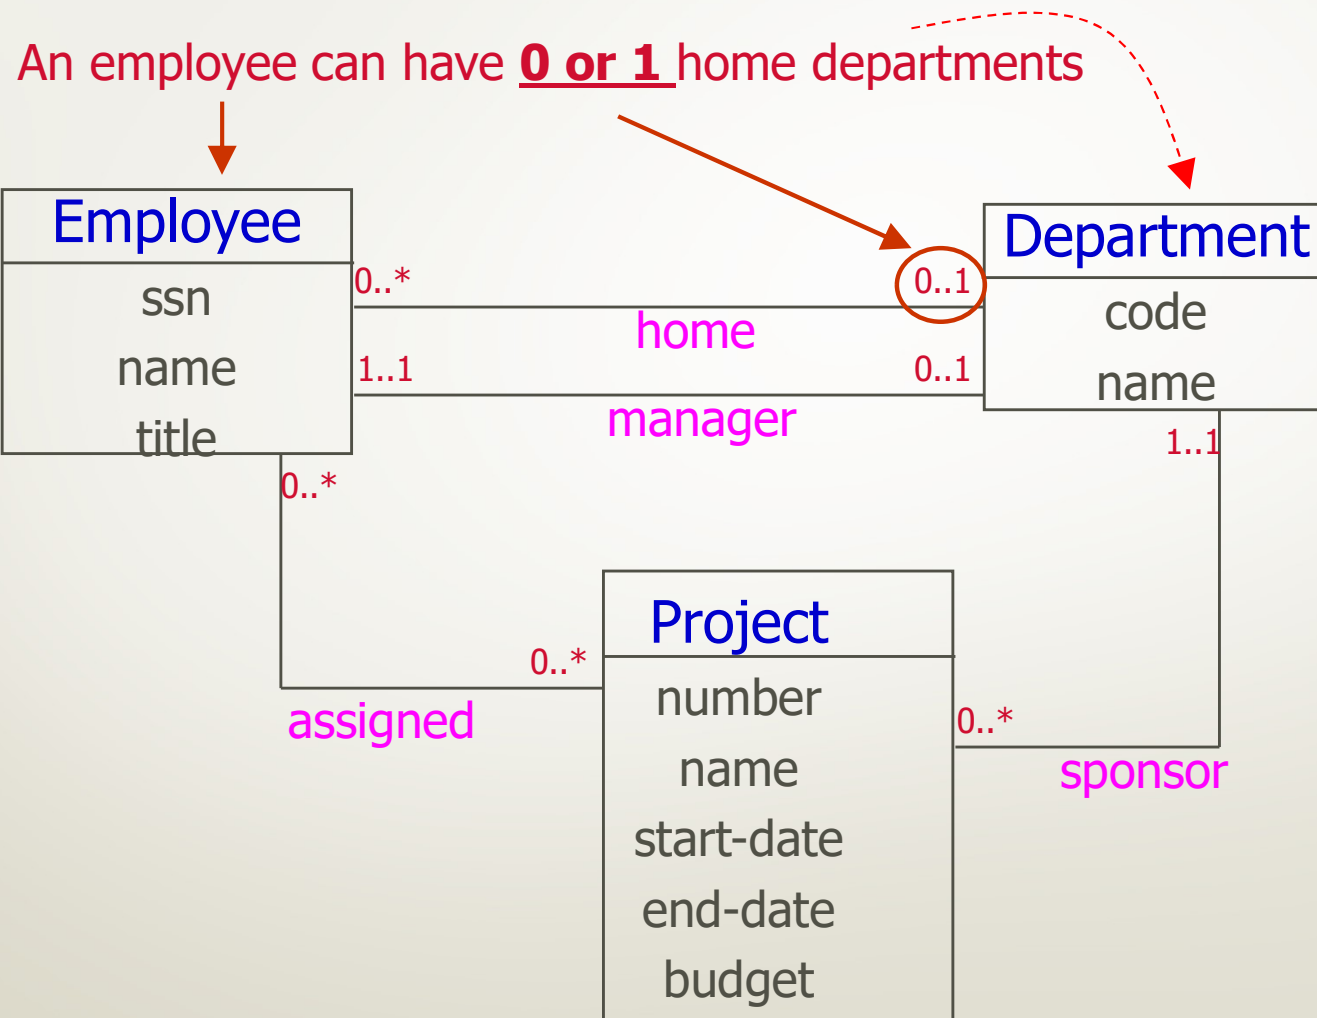 An employee can have 0 or 1 home departments
Employee
ssn
name
title
Department
code
name
0..*
0..1
home
1..1
0..1
manager
1..1
0..*
0..*
assigned
Project
number
name
start-date
end-date
budget
0..*
sponsor